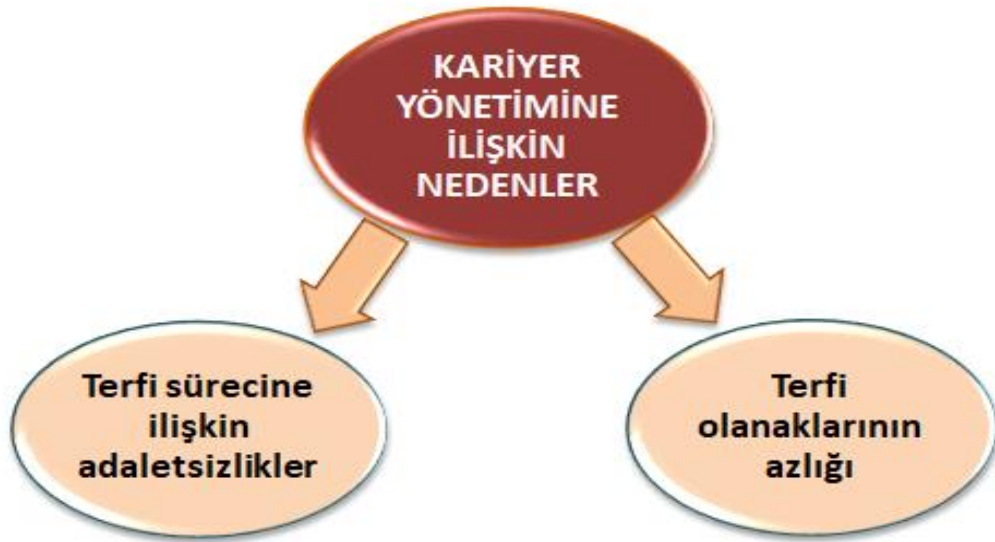 KARİYER
YÖNETİMİNE
İLİŞKİN
NEDENLER
Terfi sürecine
ilişkin
adaletsizlikler
Terfi
olanaklarının
azlığı